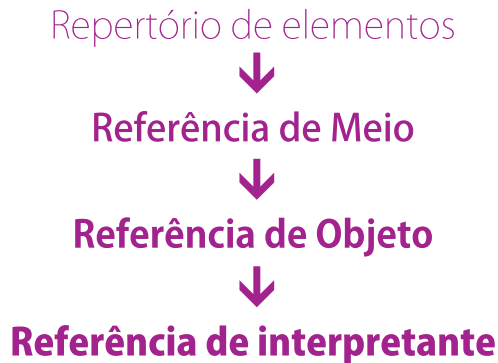 Repertório de elementos
Referência de Meio
Referência de Objeto
Referência de interpretante